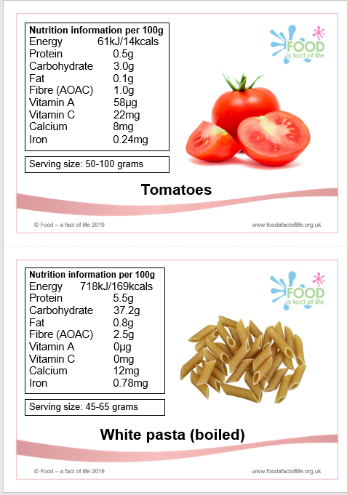 Nutrition information per 100g
Energy 61kJ/14kcals
Protein 0.5g
Carbohydrate 3.0g
Fat 0.1g
Fibre (AOAC) 1.0g
Vitamin A 58µg
Vitamin C 22mg
Calcium 8mg
Iron 0.24mg
Serving size: 50-100 grams
FOOD
a fact of life
Tomatoes
© Food – a fact of life 2019
www.foodafactoflife.org.uk
Nutrition information per 100g
Energy 718kJ/169kcals
Protein 5.5g
Carbohydrate 37.2g
Fat 0.8g
Fibre (AOAC) 2.5g
Vitamin A 0µg
Vitamin C 0mg
Calcium 12mg
Iron 0.78mg
Serving size: 45-65 grams
FOOD
a fact of life
White pasta (boiled)
© Food – a fact of life 2019
www.foodafactoflife.org.uk